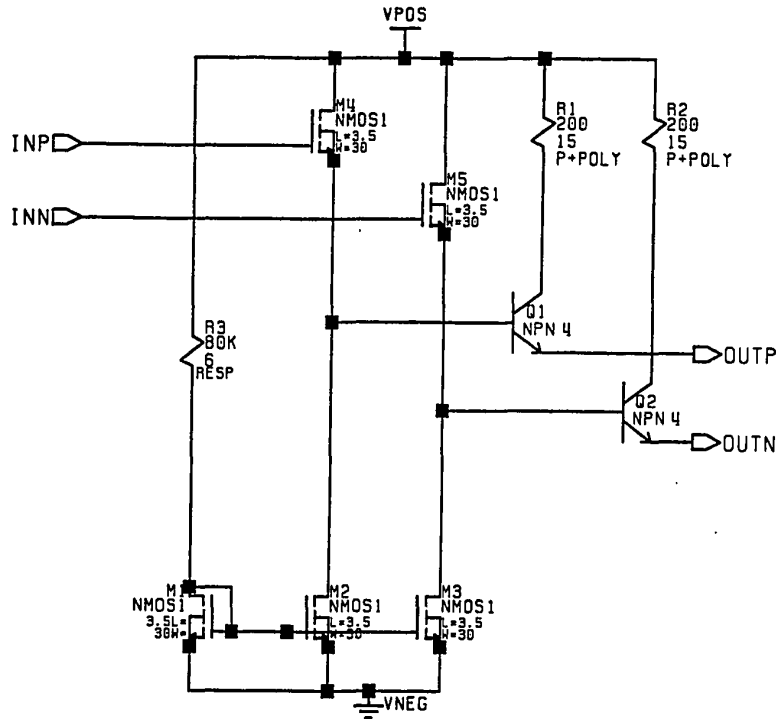 VPOS
M4
NMOS1
L=3.5
W=30
R1
200
15
P+POLY
R2
200
15
P+POLY
INP
M5
NMOS1
L=3.5
W=30
INN
Q1
NPN 4
R3
80K
6
RESP
OUTP
Q2
NPN 4
OUTN
M1
NMOS1
3.5L=
30W=
M2
NMOS1
L=3.5
W=30
M3
NMOS1
L=3.5
W=30
VNEG